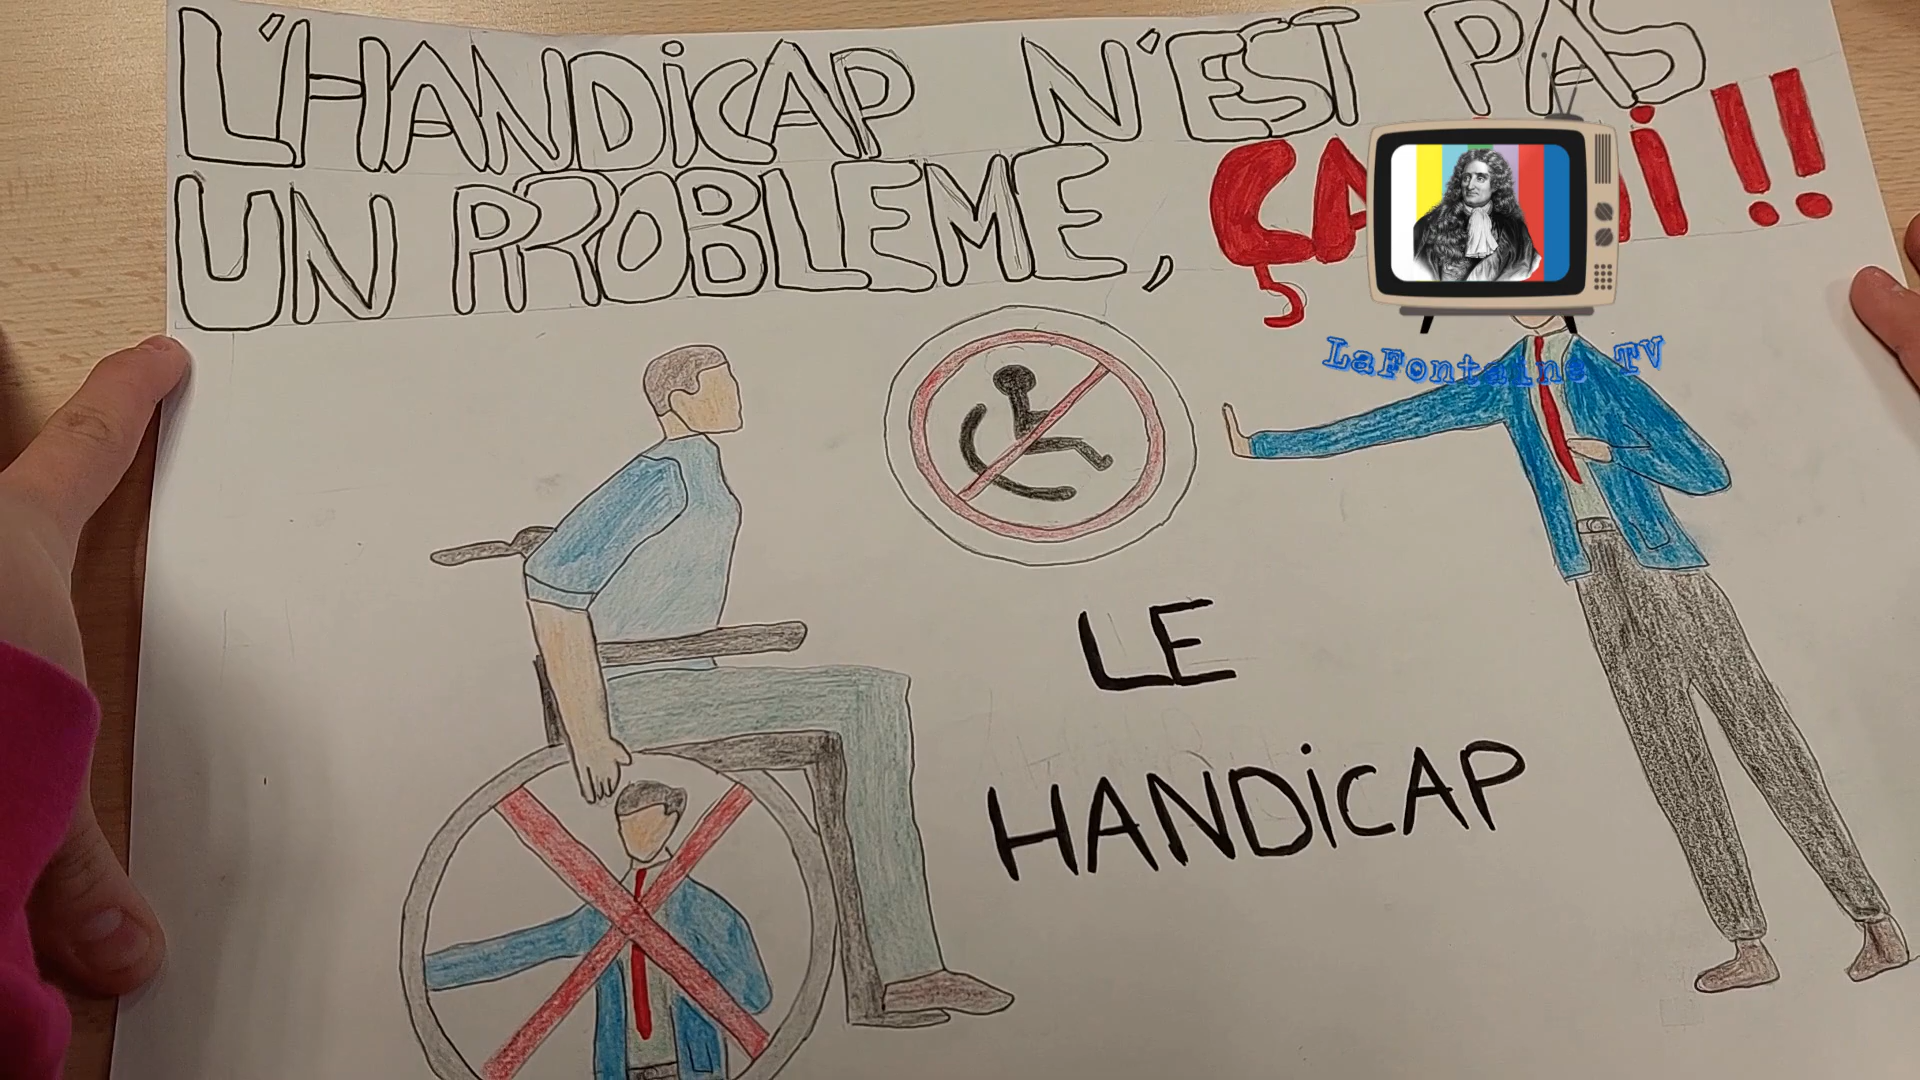 L'HANDiCAP N'EST PAS
UN PROBLEME, ÇA !!
LaFontaine TV
LE
HANDiCAP